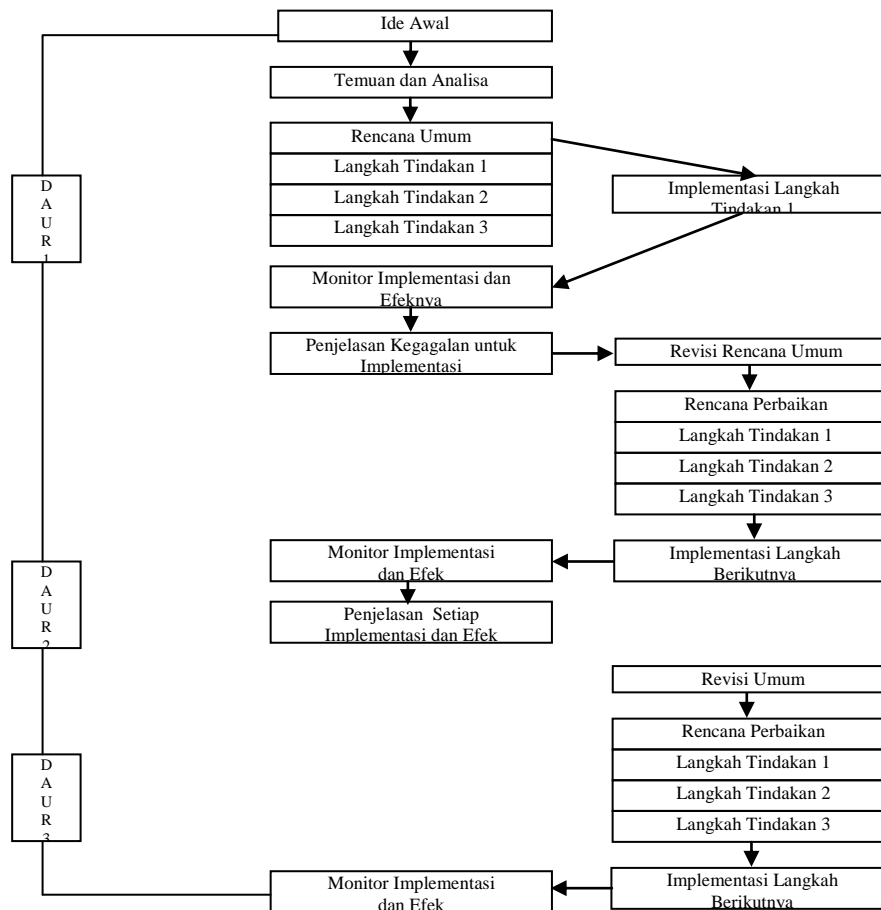 Ide Awal
Temuan dan Analisa
Rencana Umum
Langkah Tindakan 1
Langkah Tindakan 2
Langkah Tindakan 3
Implementasi Langkah
Tindakan 1
D
A
U
R
1
Monitor Implementasi dan
Efeknya
Penjelasan Kegagalan untuk
Implementasi
Revisi Rencana Umum
Rencana Perbaikan
Langkah Tindakan 1
Langkah Tindakan 2
Langkah Tindakan 3
Implementasi Langkah
Berikutnya
Monitor Implementasi
dan Efek
D
A
U
R
2
Penjelasan Setiap
Implementasi dan Efek
Revisi Umum
Rencana Perbaikan
Langkah Tindakan 1
Langkah Tindakan 2
Langkah Tindakan 3
D
A
U
R
3
Implementasi Langkah
Berikutnya
Monitor Implementasi
dan Efek